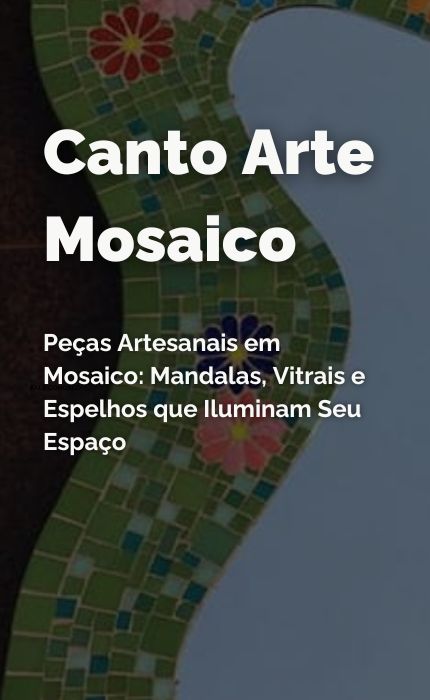 Canto Arte
Mosaico
Peças Artesanais em
Mosaico: Mandalas, Vitrais e
Espelhos que Iluminam Seu
Espaço